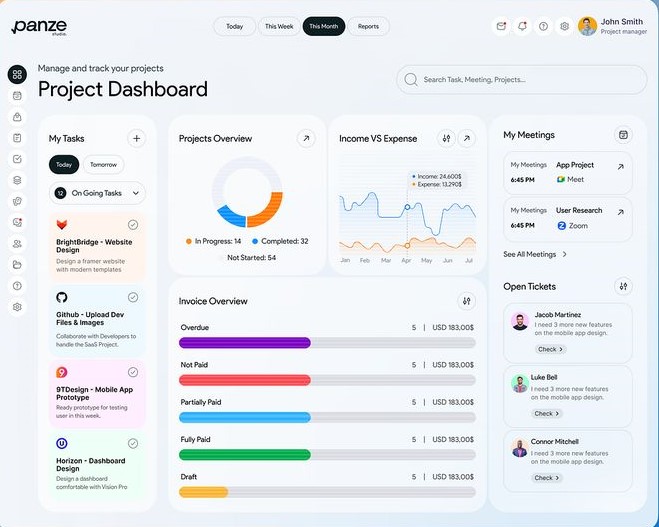 panze
studio.
Today
This Week
This Month
Reports
John Smith
Project manager
Manage and track your projects
Project Dashboard
Search Task, Meeting, Projects...
My Tasks
Today
Tomorrow
12
On Going Tasks
BrightBridge - Website
Design
Design a framer website
with modern templates
Github - Upload Dev
Files & Images
Collaborate with Developers to
handle the SaaS Project.
9TDesign - Mobile App
Prototype
Ready prototype for testing
user in this week.
Horizon - Dashboard
Design
Design a dashboard
comfortable with Vision Pro
Projects Overview
In Progress: 14
Completed: 32
Not Started: 54
Income VS Expense
Income: 24,600$
Expense: 13,290$
Jan Feb Mar Apr May Jun Jul
Invoice Overview
Overdue 5 | USD 183,00$
Not Paid 5 | USD 183,00$
Partially Paid 5 | USD 183,00$
Fully Paid 5 | USD 183,00$
Draft 5 | USD 183,00$
My Meetings
My Meetings
6:45 PM
App Project
Meet
My Meetings
6:45 PM
User Research
Zoom
See All Meetings
Open Tickets
Jacob Martinez
I need 3 more new features
on the mobile app design.
Check
Luke Bell
I need 3 more new features
on the mobile app design.
Check
Connor Mitchell
I need 3 more new features
on the mobile app design.
Check